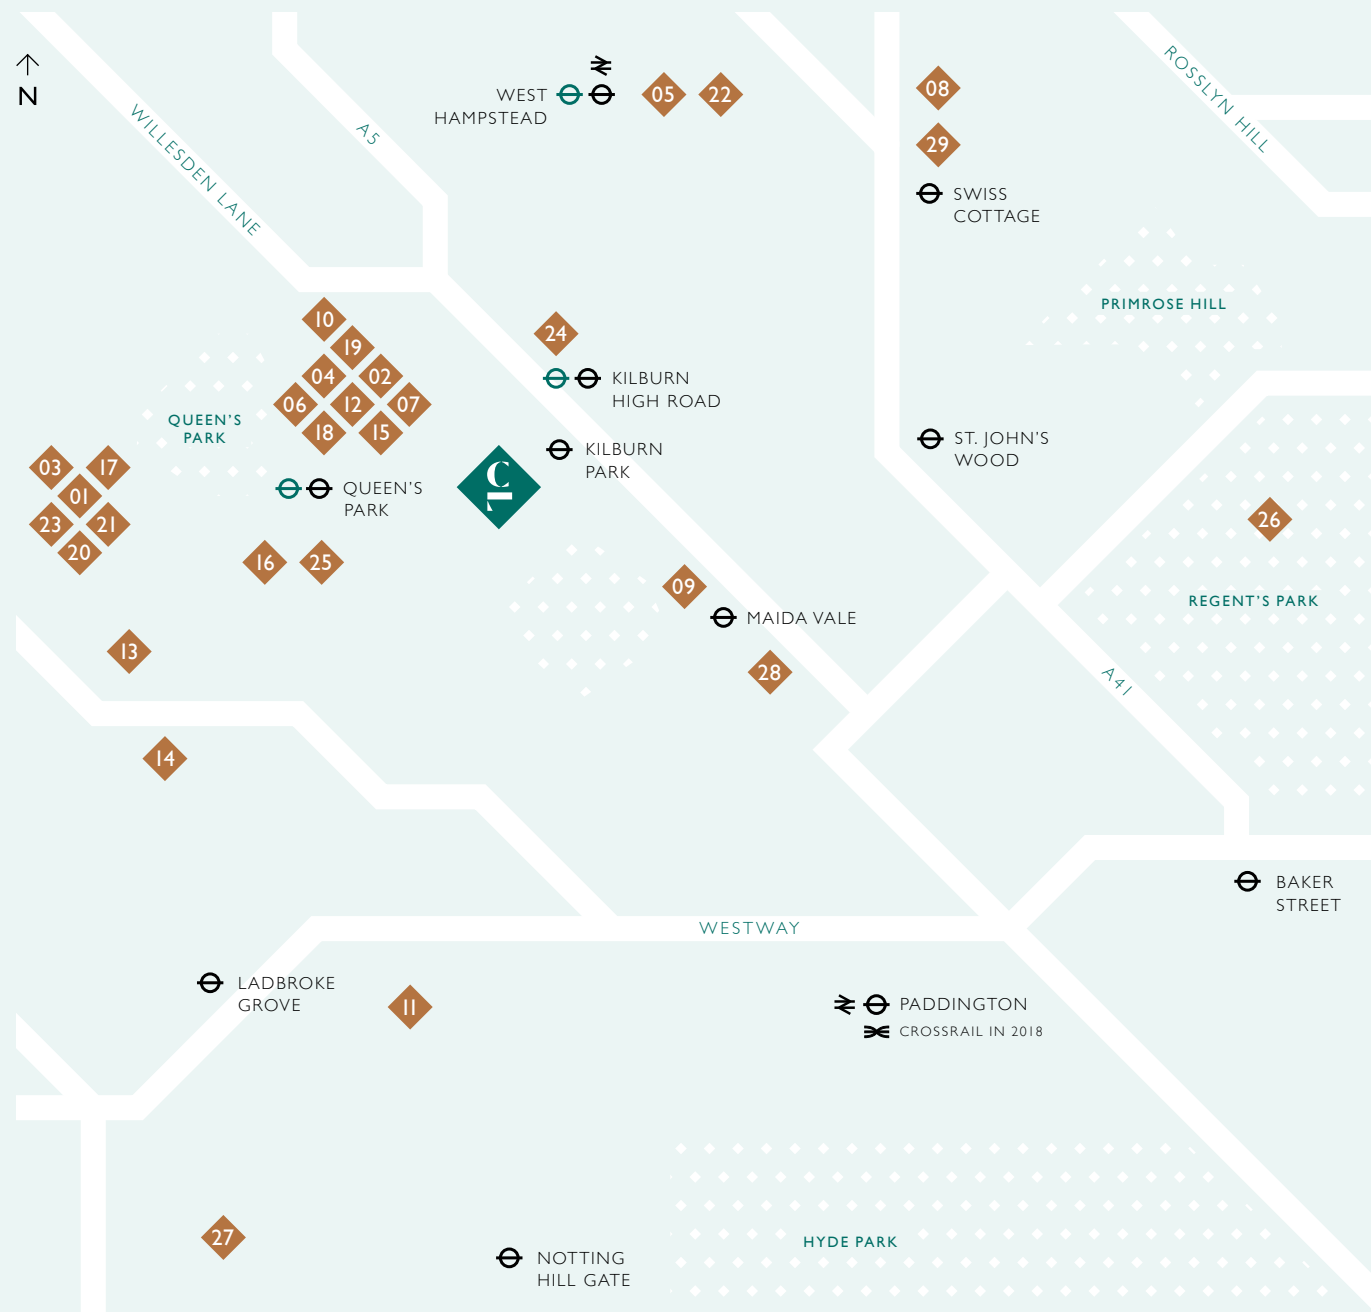 N
WILLESDEN LANE
A5
WEST
HAMPSTEAD
05
22
08
29
SWISS
COTTAGE
ROSSLYN HILL
PRIMROSE HILL
10
19
04
02
06
12
07
18
15
24
KILBURN
HIGH ROAD
KILBURN
PARK
QUEEN'S
PARK
QUEEN'S
PARK
C1
ST. JOHN'S
WOOD
03
17
01
23
21
20
16
25
26
REGENT'S PARK
09
MAIDA VALE
28
13
14
A41
BAKER
STREET
WESTWAY
LADBROKE
GROVE
11
PADDINGTON
CROSSRAIL IN 2018
27
NOTTING
HILL GATE
HYDE PARK